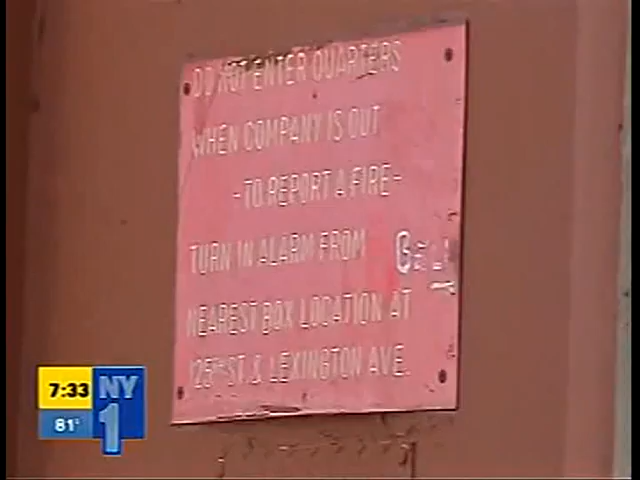 DO NOT ENTER QUARTERS
WHEN COMPANY IS OUT
-TO REPORT A FIRE-
TURN IN ALARM FROM
NEAREST BOX LOCATION AT
125TH ST. & LEXINGTON AVE.
7:33
81°
NY
1